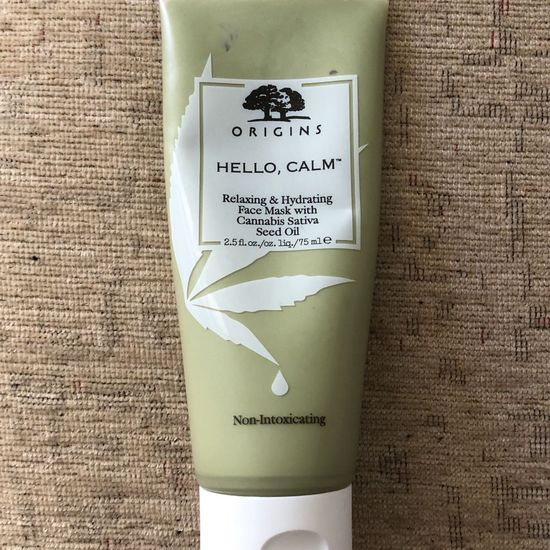 ORIGINS
HELLO, CALM™
Relaxing & Hydrating
Face Mask with
Cannabis Sativa
Seed Oil
2.5 fl. oz./oz. liq./75 ml e
Non-Intoxicating